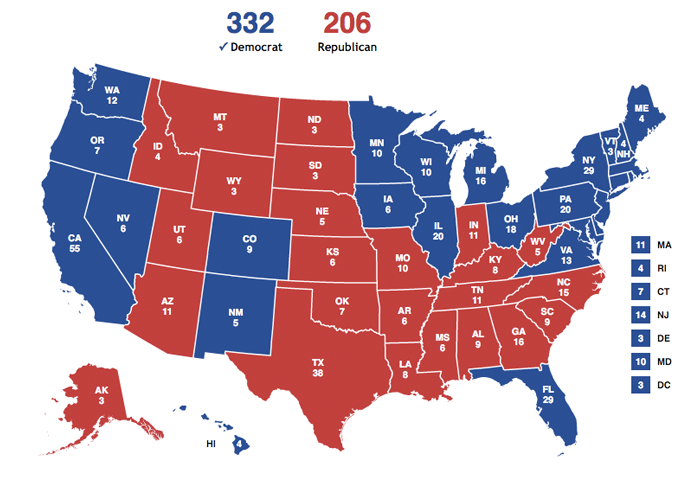 332 206
✓ Democrat Republican
WA
12
OR
7
CA
55
NV
6
ID
4
MT
3
WY
3
UT
6
AZ
11
CO
9
NM
5
ND
3
SD
3
NE
5
KS
6
OK
7
TX
38
MN
10
IA
6
MO
10
AR
6
LA
8
WI
10
IL
20
MI
16
IN
11
OH
18
KY
8
TN
11
MS
6
AL
9
GA
16
FL
29
SC
9
NC
15
VA
13
WV
5
PA
20
NY
29
VT
3
4
NH
ME
4
AK
3
HI 4
11 MA
4 RI
7 CT
14 NJ
3 DE
10 MD
3 DC